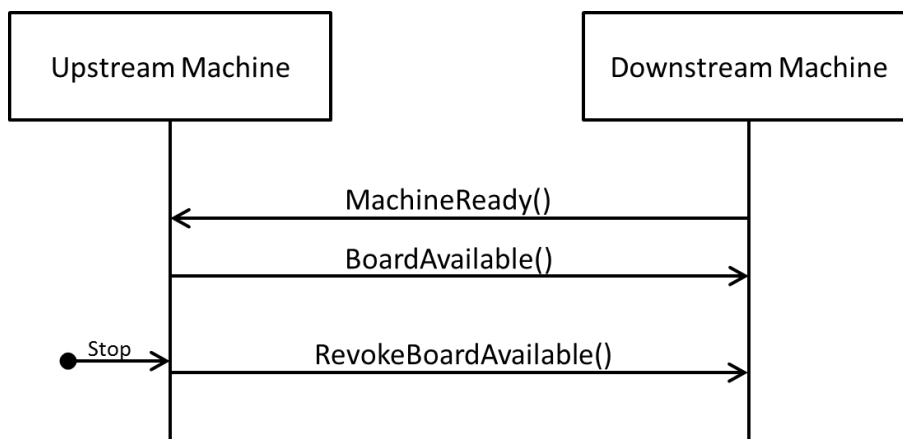 Upstream Machine
Downstream Machine
MachineReady()
BoardAvailable()
Stop
RevokeBoardAvailable()